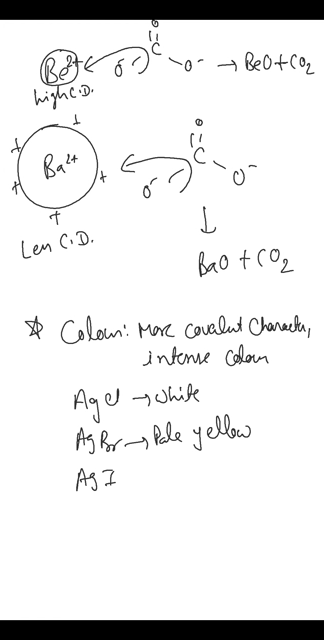 O
C
Be²⁺ O⁻ O⁻ → BeO + CO₂
high C.D.
+ +
O
C
Ba²⁺ + O⁻ O⁻
+
+
Less C.D.
↓
BaO + CO₂
☆ Colour: More covalent character,
intense colour
AgCl → White
AgBr → Pale yellow
AgI